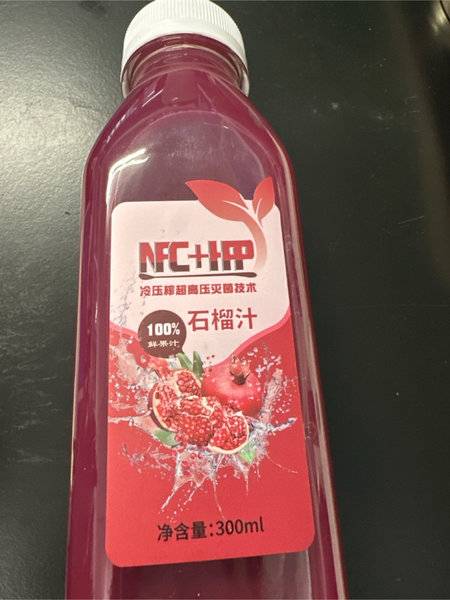 NFC+HPP
冷压榨超高压灭菌技术
100%
鲜果汁
石榴汁
净含量:300ml